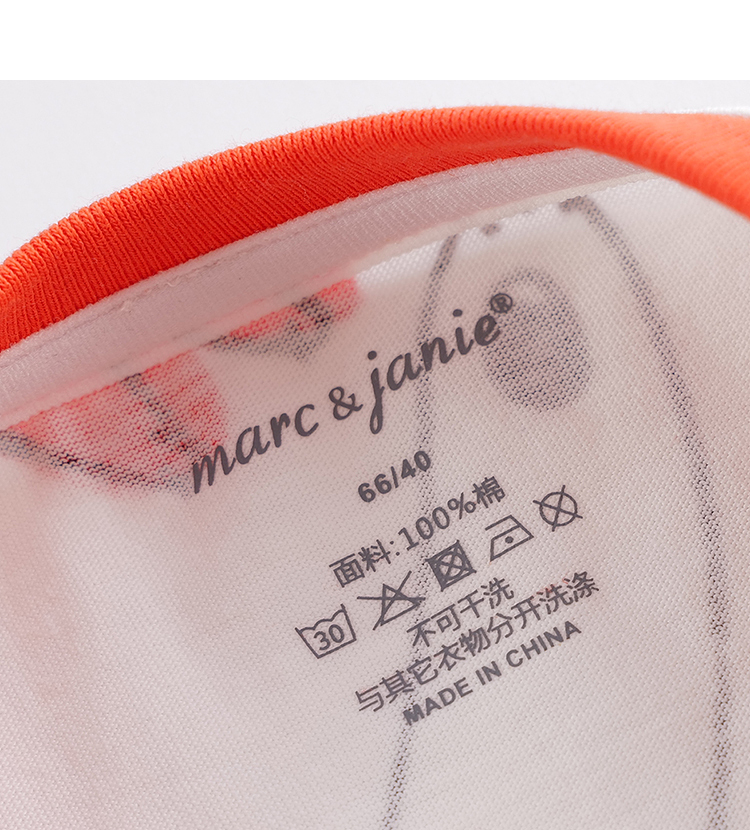 marc & janie®
66/40
面料:100%棉
30
不可干洗
与其它衣物分开洗涤
MADE IN CHINA